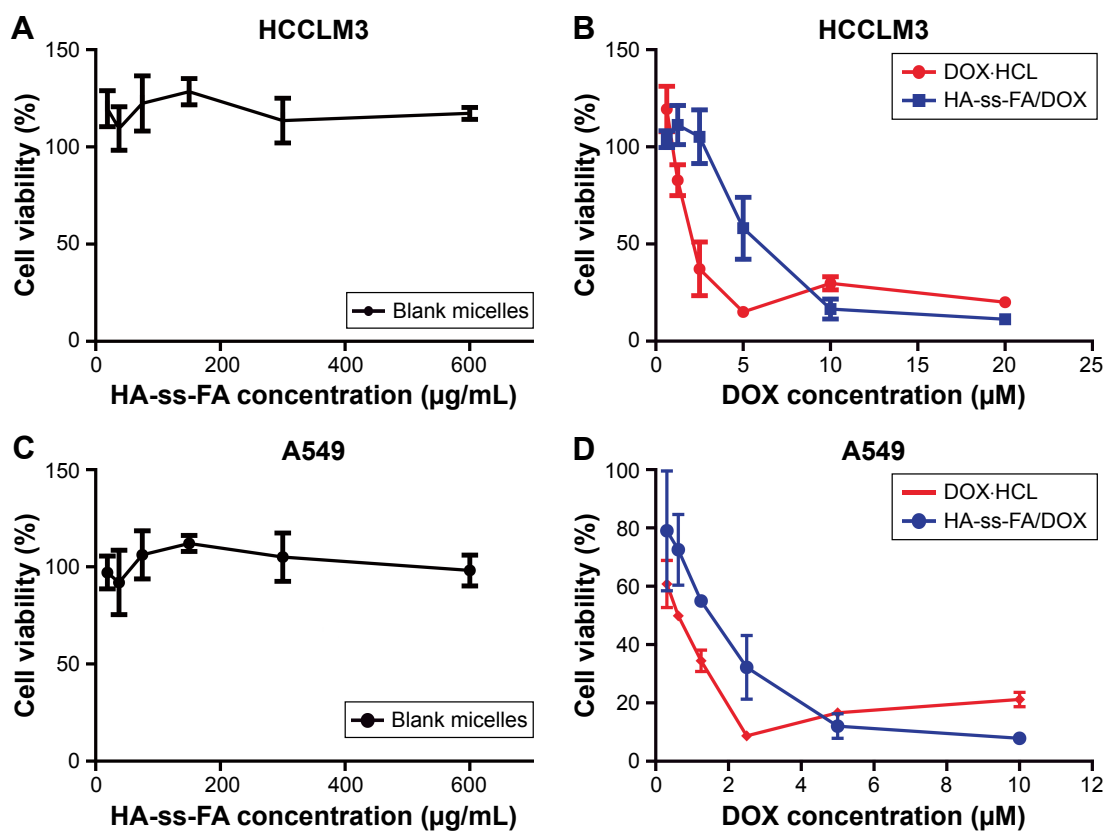 A
HCCLM3
Cell viability (%)
150
100
50
0
Blank micelles
0
200
400
600
HA-ss-FA concentration (µg/mL)
B
HCCLM3
Cell viability (%)
150
100
50
0
DOX·HCL
HA-ss-FA/DOX
0
5
10
15
20
25
DOX concentration (µM)
C
A549
Cell viability (%)
150
100
50
0
Blank micelles
0
200
400
600
HA-ss-FA concentration (µg/mL)
D
A549
Cell viability (%)
100
80
60
40
20
0
DOX·HCL
HA-ss-FA/DOX
0
2
4
6
8
10
12
DOX concentration (µM)